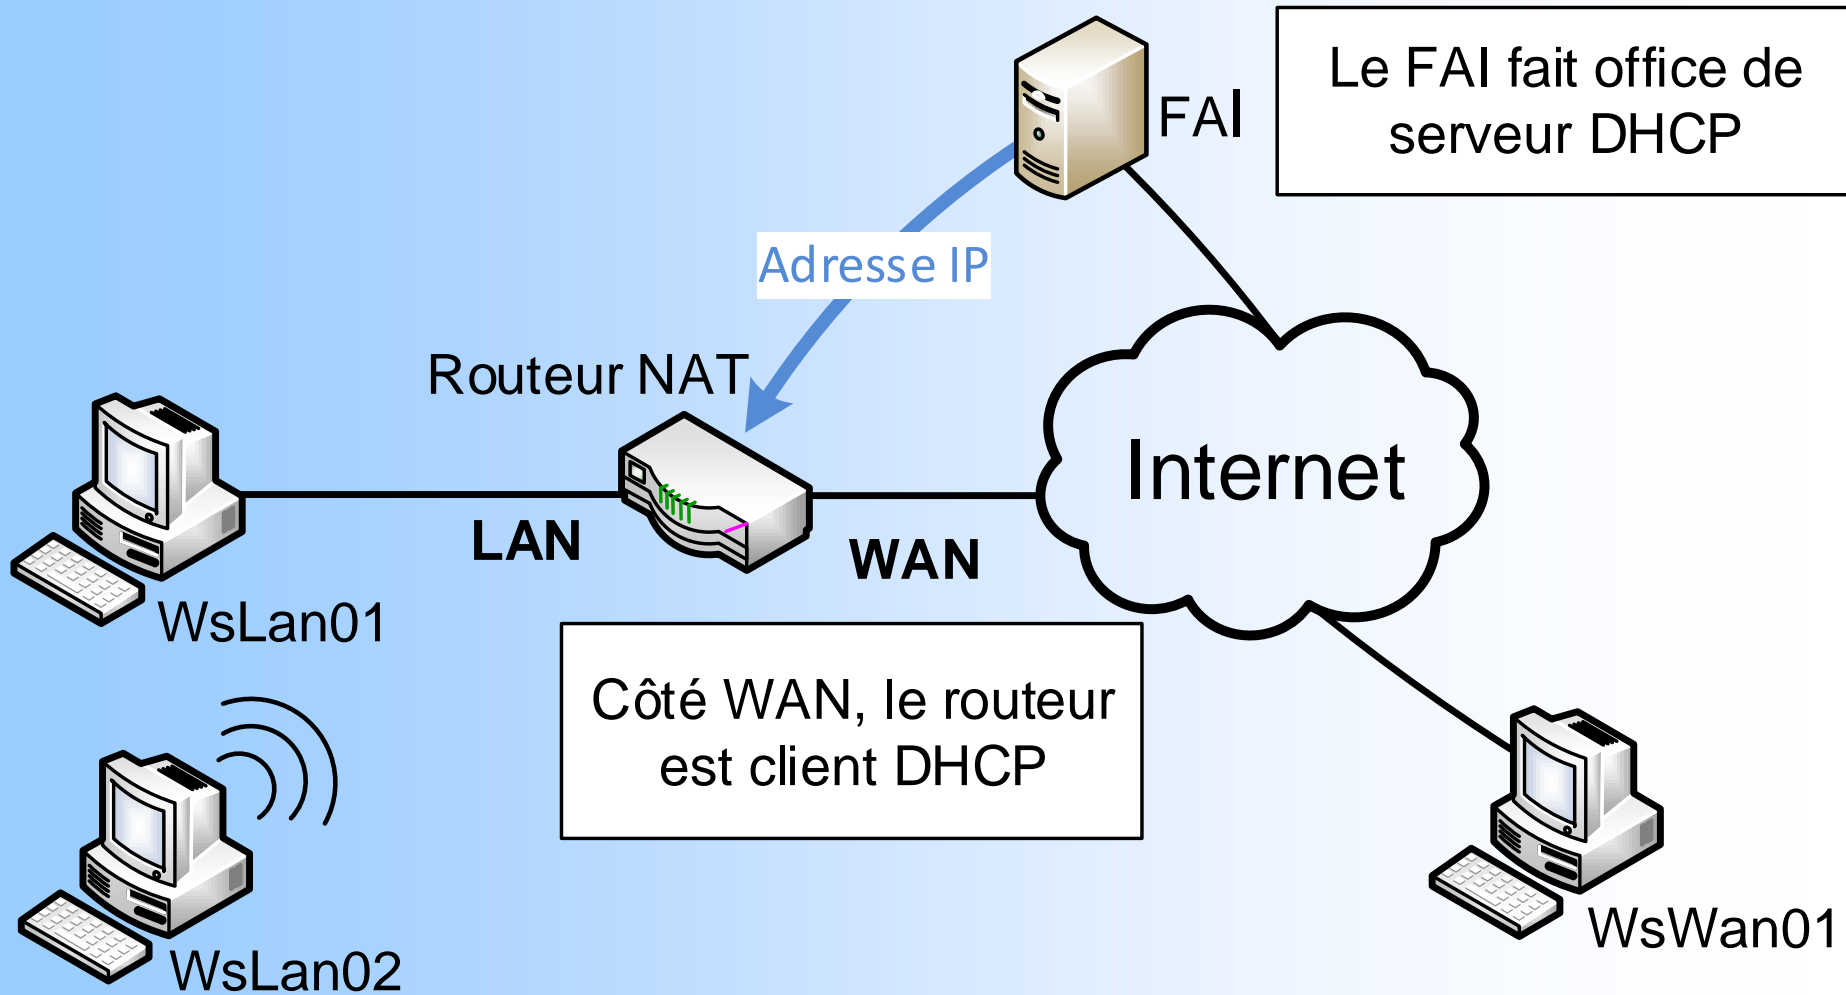 Le FAI fait office de
serveur DHCP
FAI
Adresse IP
Routeur NAT
Internet
LAN
WAN
WsLan01
Côté WAN, le routeur
est client DHCP
WsWan01
WsLan02